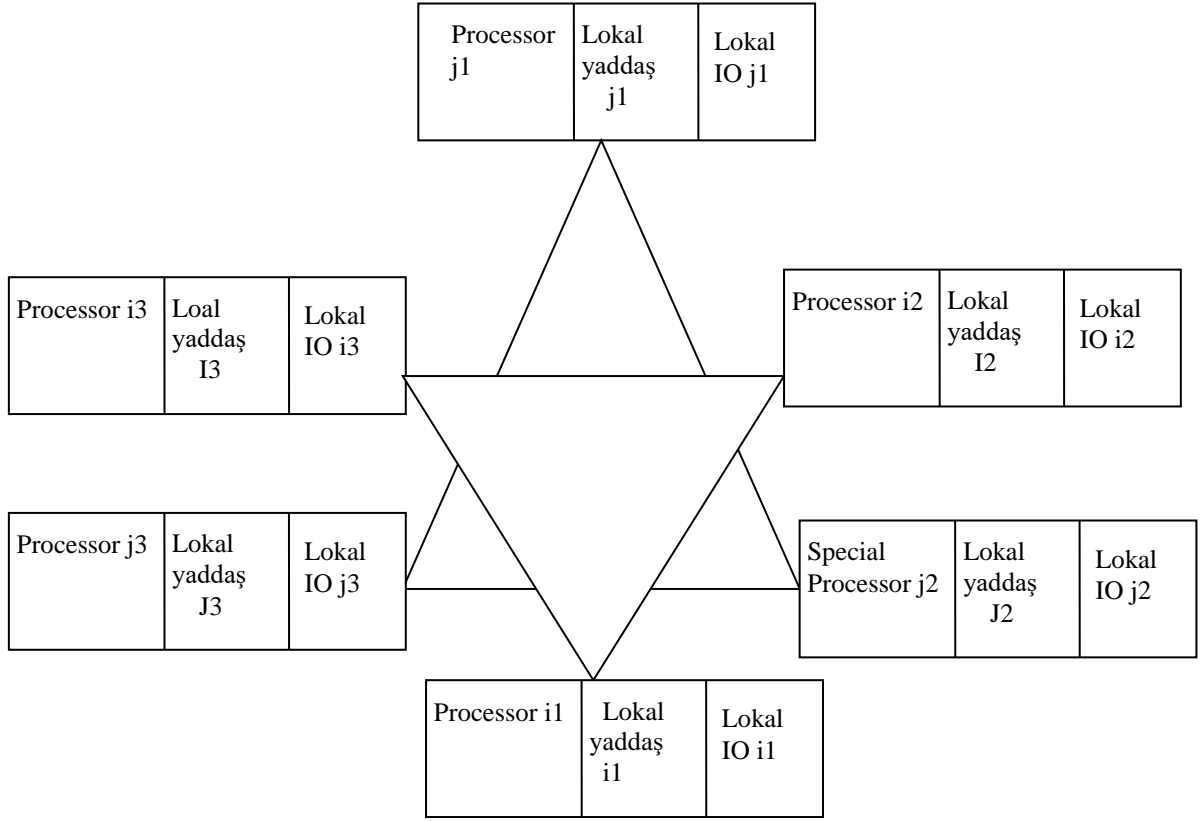 Processor
j1
Lokal
yaddaş
j1
Lokal
IO j1
Processor i3
Loal
yaddaş
I3
Lokal
IO i3
Processor i2
Lokal
yaddaş
I2
Lokal
IO i2
Processor j3
Lokal
yaddaş
J3
Lokal
IO j3
Special
Processor j2
Lokal
yaddaş
J2
Lokal
IO j2
Processor i1
Lokal
yaddaş
i1
Lokal
IO i1